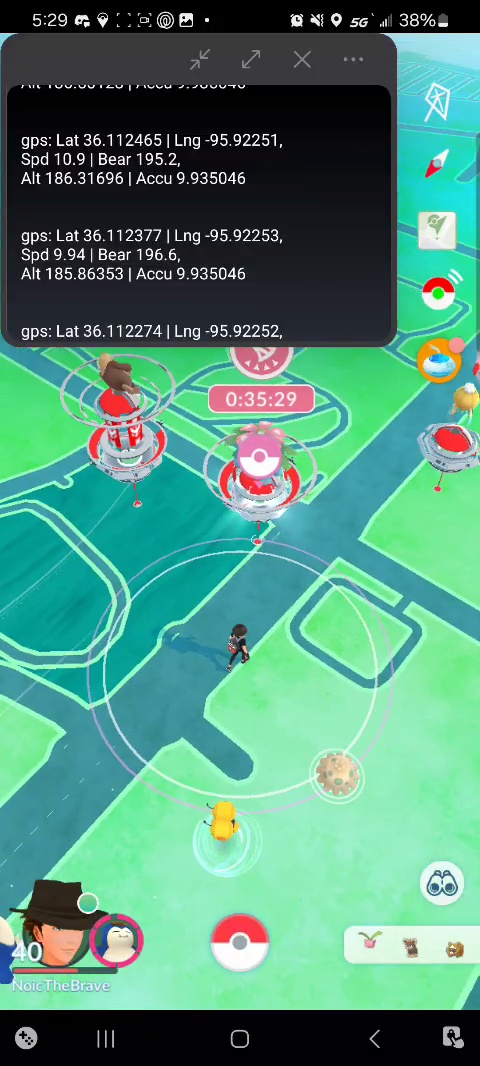 5:29
5G 38%
gps: Lat 36.112465 | Lng -95.92251,
Spd 10.9 | Bear 195.2,
Alt 186.31696 | Accu 9.935046
gps: Lat 36.112377 | Lng -95.92253,
Spd 9.94 | Bear 196.6,
Alt 185.86353 | Accu 9.935046
gps: Lat 36.112274 | Lng -95.92252,
0:35:29
40
NoicTheBrave